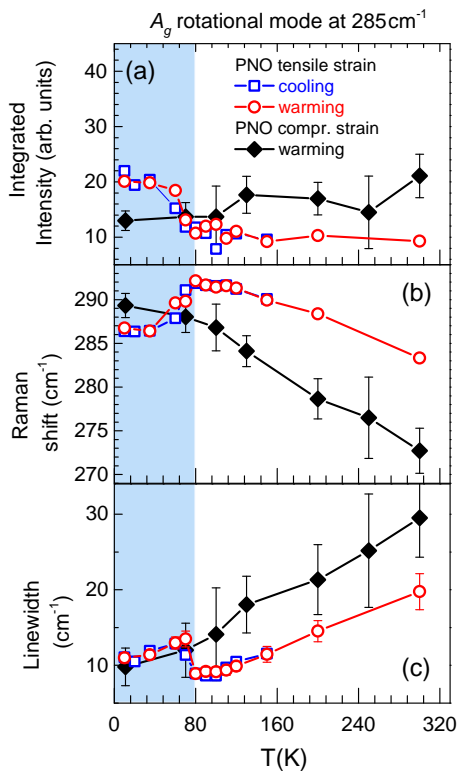 A_g rotational mode at 285 cm⁻¹
(a)
PNO tensile strain
cooling
warming
PNO compr. strain
warming
Integrated
Intensity (arb. units)
40
30
20
10
(b)
Raman
shift (cm⁻¹)
290
285
280
275
270
(c)
Linewidth
(cm⁻¹)
30
20
10
0 80 160 240 320
T(K)